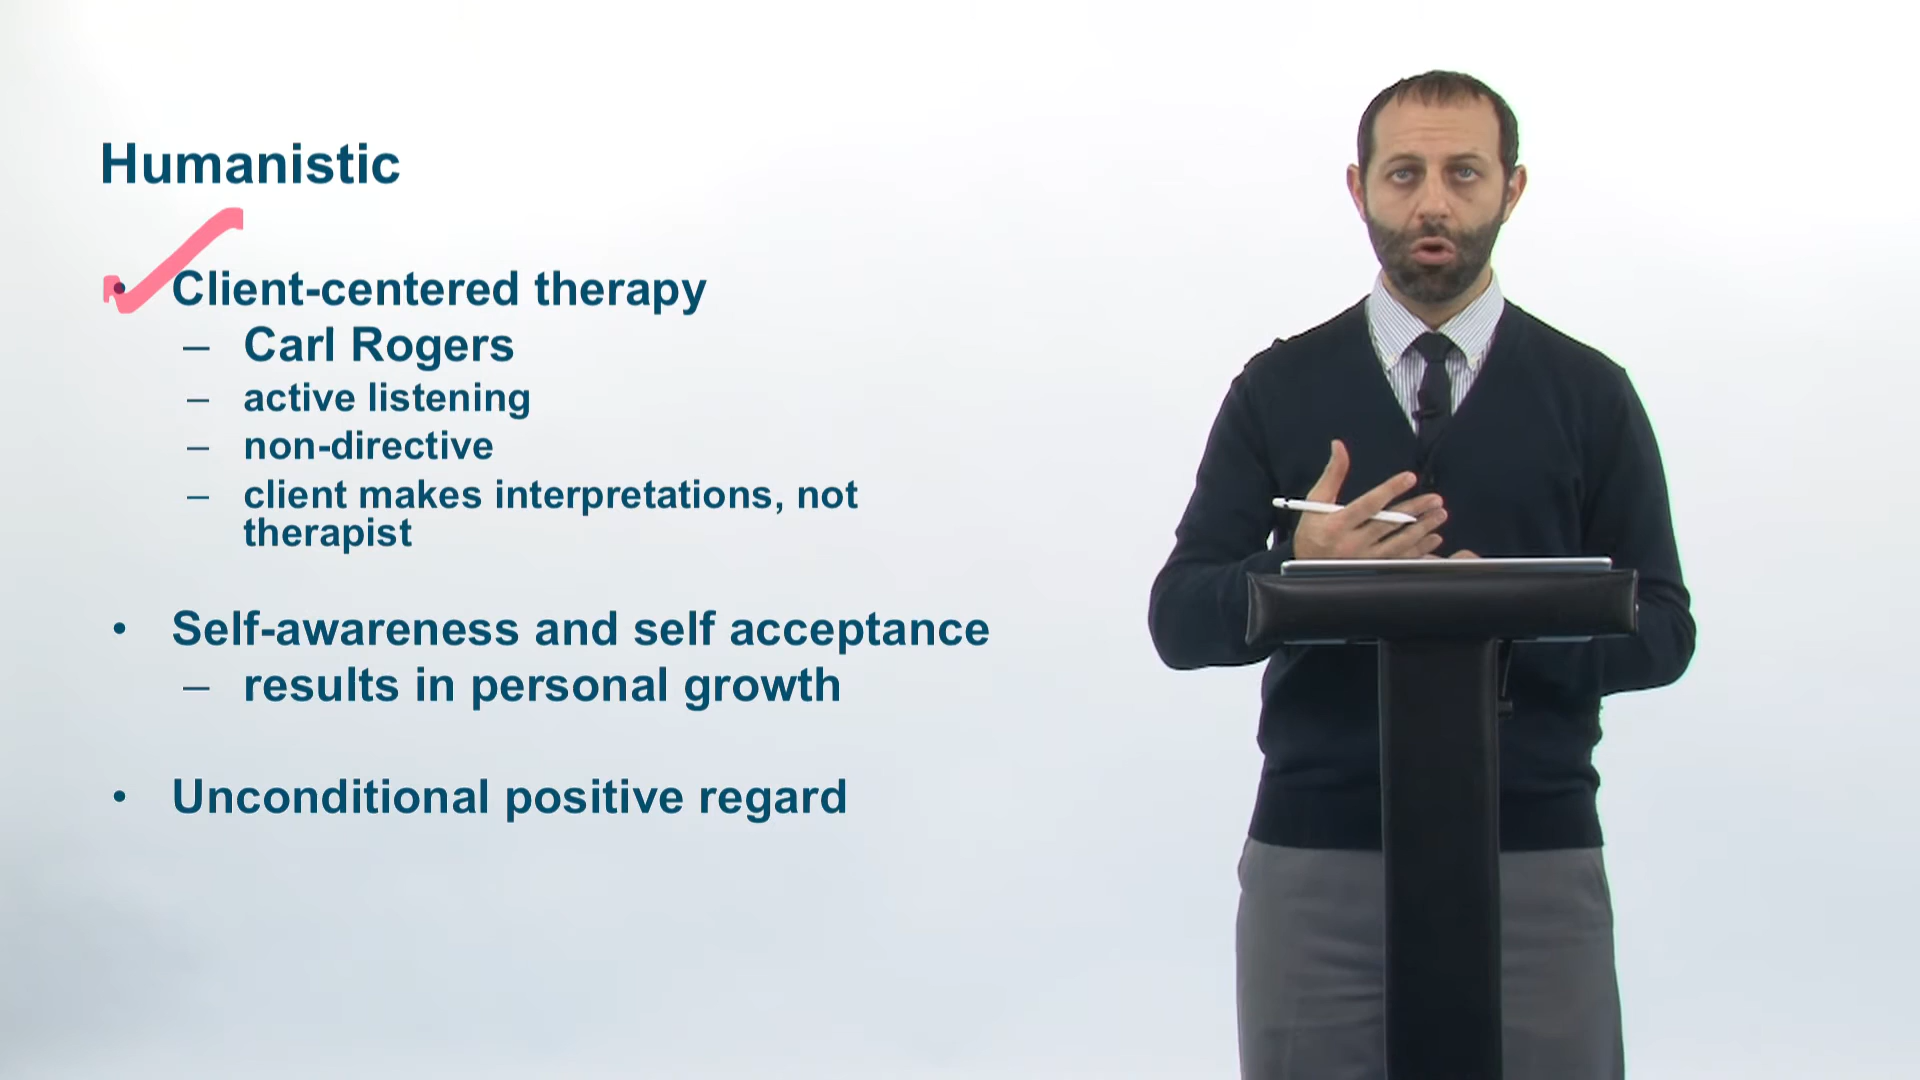 Humanistic
• Client-centered therapy
– Carl Rogers
– active listening
– non-directive
– client makes interpretations, not
therapist
• Self-awareness and self acceptance
– results in personal growth
• Unconditional positive regard